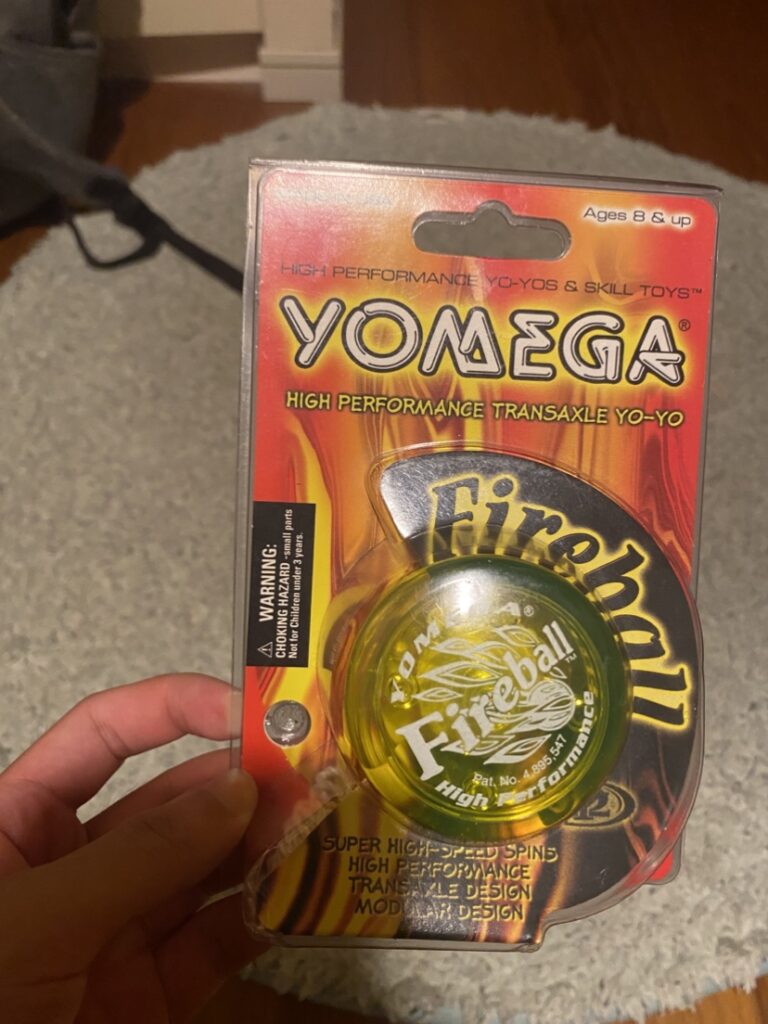 Ages 8 & up
HIGH PERFORMANCE YO-YOS & SKILL TOYS™
YOMEGA®
HIGH PERFORMANCE TRANSAXLE YO-YO
Fireball
WARNING:
CHOKING HAZARD -small parts
Not for Children under 3 years.
YOMEGA®
Fireball™
Pat. No. 4,895,547
High Performance
SUPER HIGH-SPEED SPINS
HIGH PERFORMANCE
TRANSAXLE DESIGN
MODULAR DESIGN